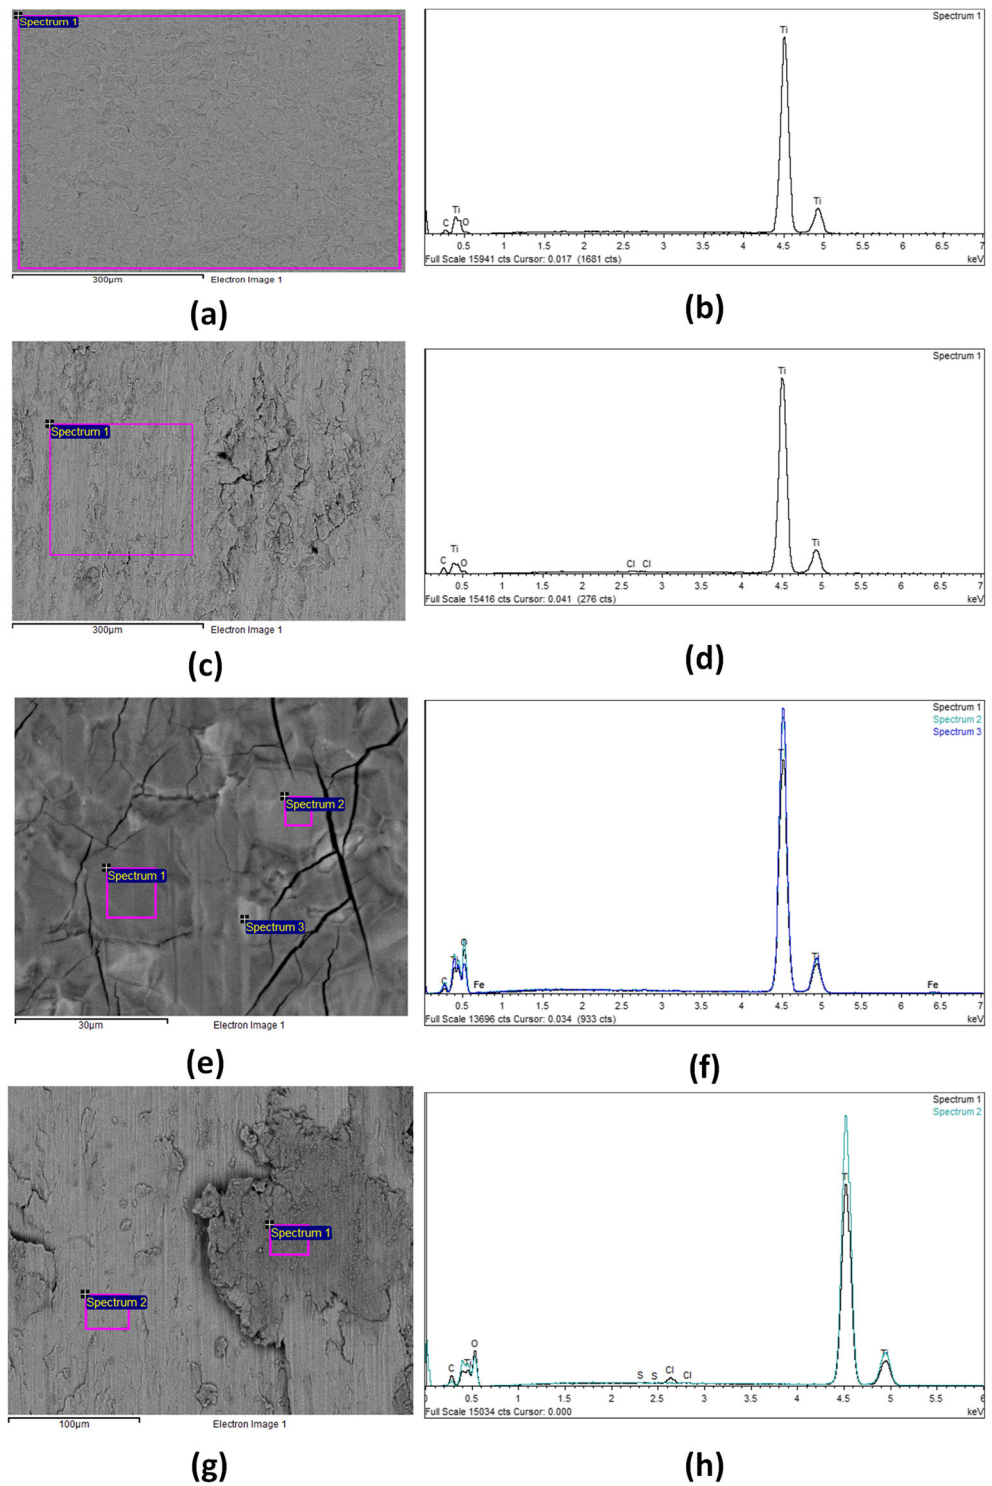 Spectrum 1
300µm
Electron Image 1
(a)
Spectrum 1
Ti
Ti
C
Ti
O
0.5 1 1.5 2 2.5 3 3.5 4 4.5 5 5.5 6 6.5 7
Full Scale 15941 cts Cursor: 0.017 (1681 cts)
keV
(b)
Spectrum 1
300µm
Electron Image 1
(c)
Spectrum 1
Ti
Ti
C
Ti
O
Cl Cl
0.5 1 1.5 2 2.5 3 3.5 4 4.5 5 5.5 6 6.5 7
Full Scale 15416 cts Cursor: 0.041 (276 cts)
keV
(d)
Spectrum 2
Spectrum 1
Spectrum 3
30µm
Electron Image 1
(e)
Spectrum 1
Spectrum 2
Spectrum 3
C
Fe
Fe
0.5 1 1.5 2 2.5 3 3.5 4 4.5 5 5.5 6 6.5 7
Full Scale 13696 cts Cursor: 0.034 (933 cts)
keV
(f)
Spectrum 1
Spectrum 2
100µm
Electron Image 1
(g)
Spectrum 1
Spectrum 2
O
C
Ti
S S Cl Cl
0 0.5 1 1.5 2 2.5 3 3.5 4 4.5 5 5.5 6
Full Scale 15034 cts Cursor: 0.000
keV
(h)